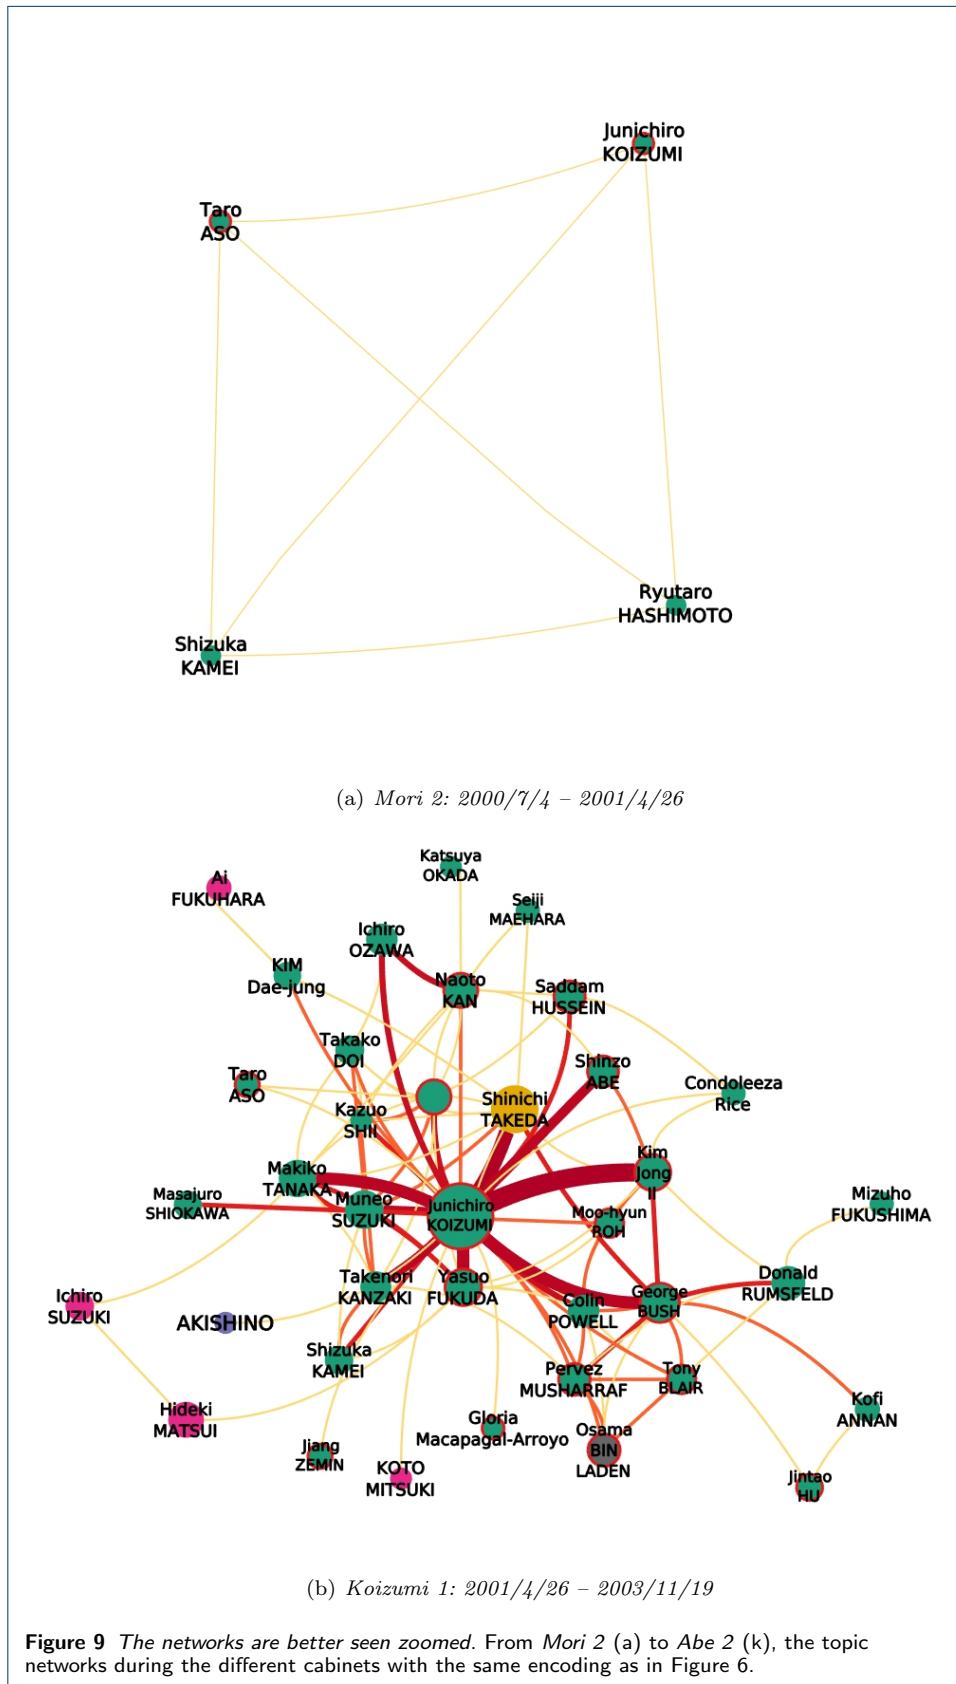 Junichiro
KOIZUMI
Taro
ASO
Ryutaro
HASHIMOTO
Shizuka
KAMEI
(a) Mori 2: 2000/7/4 – 2001/4/26
Katsuya
OKADA
Ai
FUKUHARA
Seiji
MAEHARA
Ichiro
OZAWA
KIM
Dae-jung
Naoto
KAN
Saddam
HUSSEIN
Takako
DOI
Shinzo
ABE
Taro
ASO
Condoleeza
Rice
Kazuo
SHII
Shinichi
TAKEDA
Makiko
TANAKA
Kim
Jong
Il
Masajuro
SHIOKAWA
Muneo
SUZUKI
Junichiro
KOIZUMI
Moo-hyun
ROH
Mizuho
FUKUSHIMA
Takenori
KANZAKI
Yasuo
FUKUDA
Donald
RUMSFELD
Ichiro
SUZUKI
AKISHINO
Colin
POWELL
George
BUSH
Shizuka
KAMEI
Pervez
MUSHARRAF
Tony
BLAIR
Hideki
MATSUI
Kofi
ANNAN
Gloria
Macapagal-Arroyo
Osama
BIN
LADEN
Jiang
ZEMIN
KOTO
MITSUKI
Jintao
HU
(b) Koizumi 1: 2001/4/26 – 2003/11/19
Figure 9 The networks are better seen zoomed. From Mori 2 (a) to Abe 2 (k), the topic
networks during the different cabinets with the same encoding as in Figure 6.